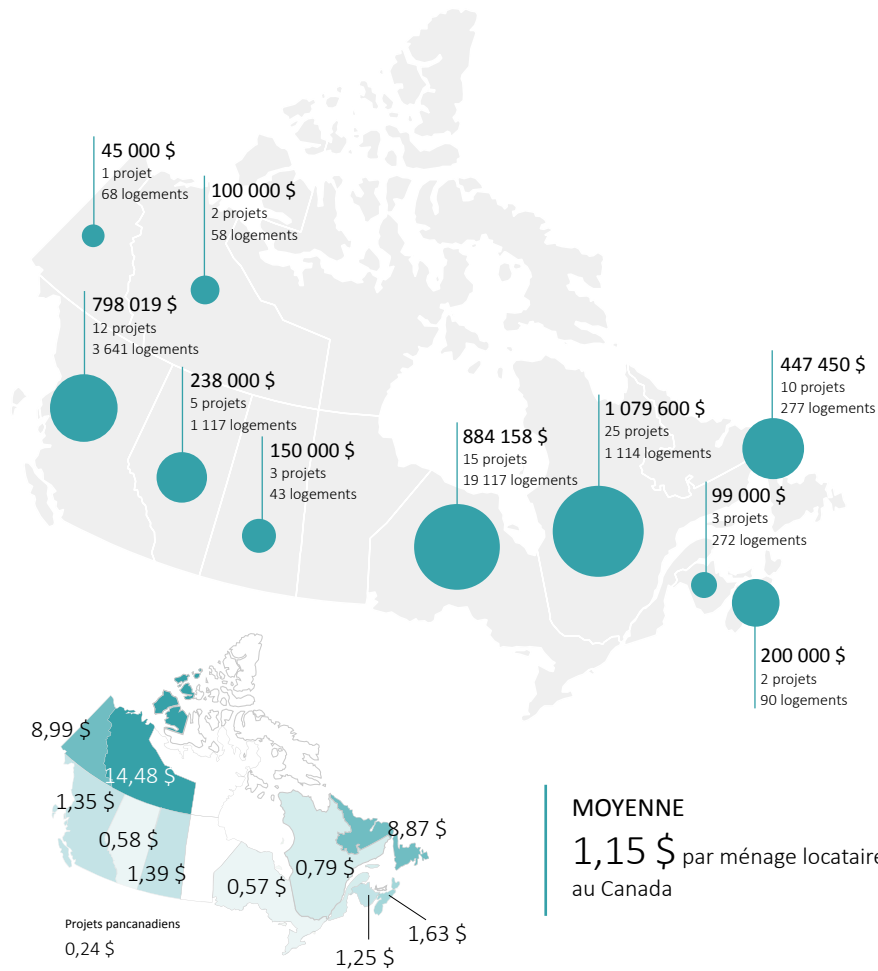 45 000 $
1 projet
68 logements
100 000 $
2 projets
58 logements
798 019 $
12 projets
3 641 logements
238 000 $
5 projets
1 117 logements
150 000 $
3 projets
43 logements
884 158 $
15 projets
19 117 logements
1 079 600 $
25 projets
1 114 logements
447 450 $
10 projets
277 logements
99 000 $
3 projets
272 logements
200 000 $
2 projets
90 logements
8,99 $
14,48 $
1,35 $
0,58 $
1,39 $
0,57 $
0,79 $
8,87 $
1,63 $
1,25 $
Projets pancanadiens
0,24 $
MOYENNE
1,15 $ par ménage locataire
au Canada